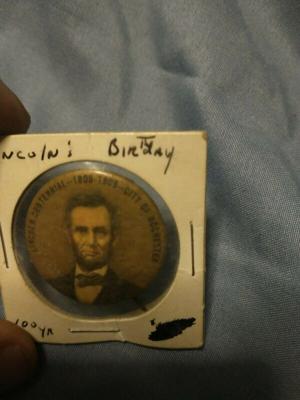 NCOLN'S BIRTHDAY
LINCOLN CENTENNIAL-1809-1909-CITY OF ROCHESTER
100 YR